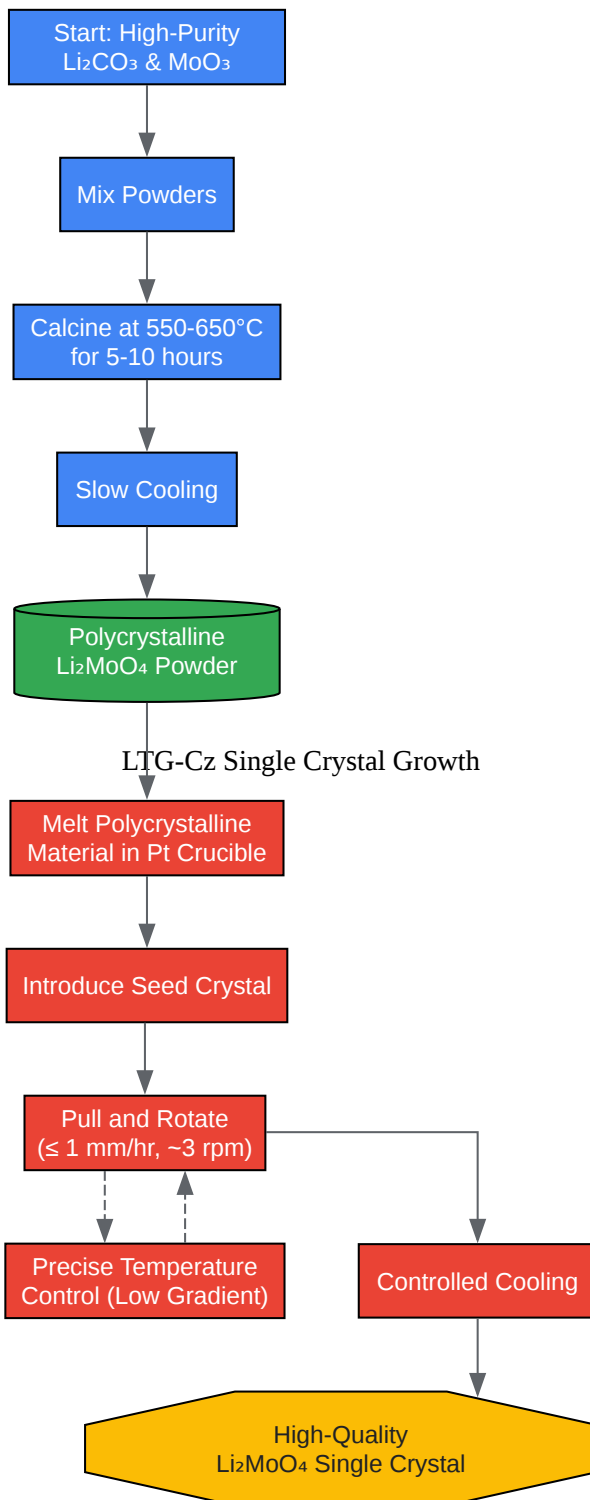 Start: High-Purity
Li₂CO₃ & MoO₃
Mix Powders
Calcine at 550-650°C
for 5-10 hours
Slow Cooling
Polycrystalline
Li₂MoO₄ Powder
LTG-Cz Single Crystal Growth
Melt Polycrystalline
Material in Pt Crucible
Introduce Seed Crystal
Pull and Rotate
(≤ 1 mm/hr, ~3 rpm)
Precise Temperature
Control (Low Gradient)
Controlled Cooling
High-Quality
Li₂MoO₄ Single Crystal